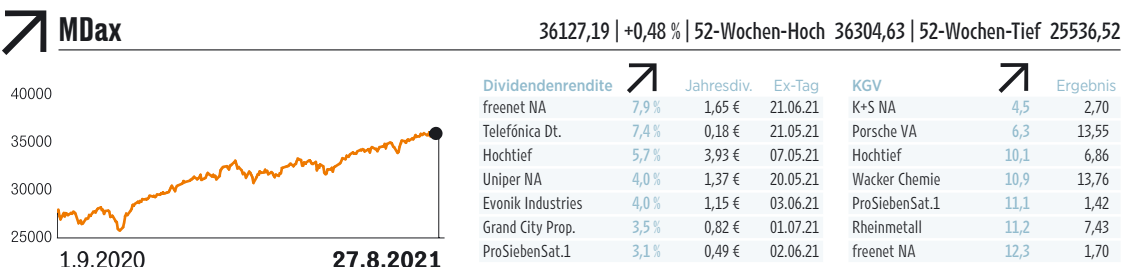 MDax
36127,19 | +0,48 % | 52-Wochen-Hoch 36304,63 | 52-Wochen-Tief 25536,52
40000
35000
30000
25000
1.9.2020
27.8.2021
Dividendenrendite Jahresdiv. Ex-Tag
freenet NA 7,9 % 1,65 € 21.06.21
Telefónica Dt. 7,4 % 0,18 € 21.05.21
Hochtief 5,7 % 3,93 € 07.05.21
Uniper NA 4,0 % 1,37 € 20.05.21
Evonik Industries 4,0 % 1,15 € 03.06.21
Grand City Prop. 3,5 % 0,82 € 01.07.21
ProSiebenSat.1 3,1 % 0,49 € 02.06.21
KGV Ergebnis
K+S NA 4,5 2,70
Porsche VA 6,3 13,55
Hochtief 10,1 6,86
Wacker Chemie 10,9 13,76
ProSiebenSat.1 11,1 1,42
Rheinmetall 11,2 7,43
freenet NA 12,3 1,70